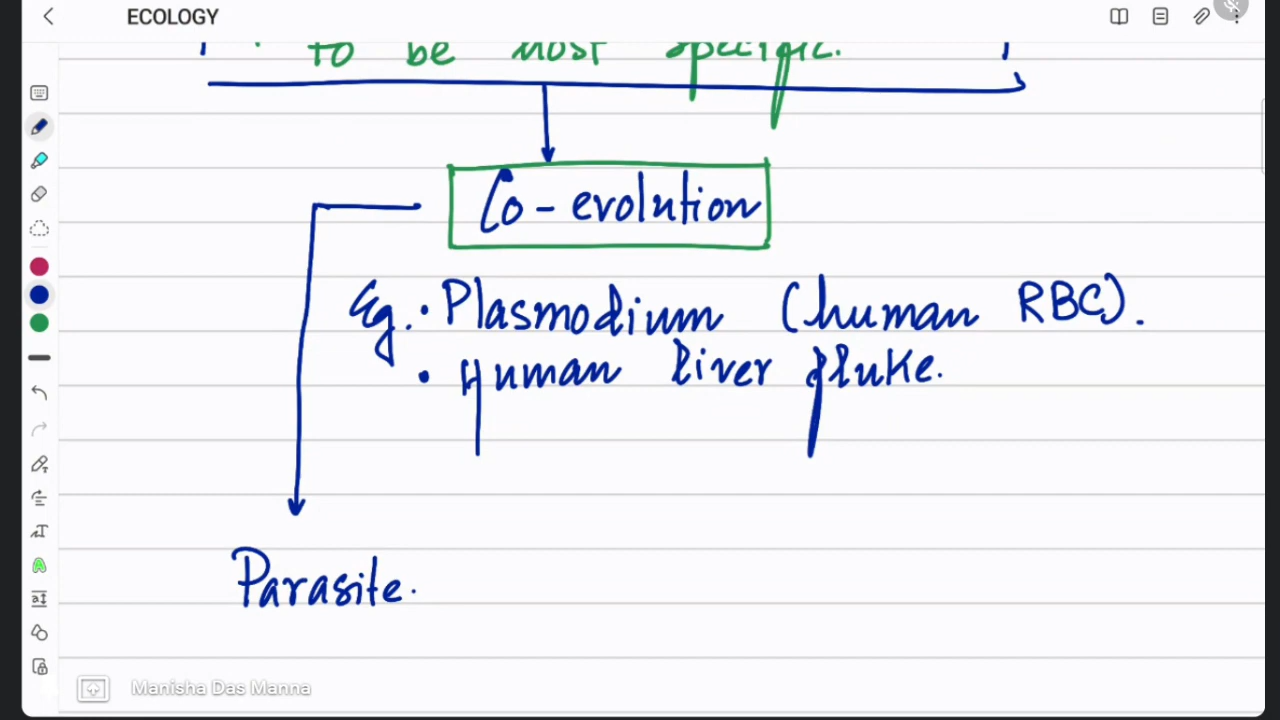 ECOLOGY
to be most specific.
Co-evolution
Eg. • Plasmodium (human RBC).
• Human liver fluke.
Parasite.
Manisha Das Manna